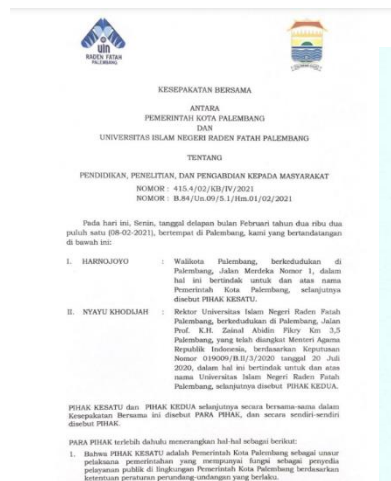 uin
RADEN FATAH
PALEMBANG
KESEPAKATAN BERSAMA
ANTARA
PEMERINTAH KOTA PALEMBANG
DAN
UNIVERSITAS ISLAM NEGERI RADEN FATAH PALEMBANG
TENTANG
PENDIDIKAN, PENELITIAN, DAN PENGABDIAN KEPADA MASYARAKAT
NOMOR : 415.4/02/KB/IV/2021
NOMOR : B.84/Un.09/5.1/Hm.01/02/2021
Pada hari ini, Senin, tanggal delapan bulan Februari tahun dua ribu dua
puluh satu (08-02-2021), bertempat di Palembang, kami yang bertandatangan
di bawah ini:
I. HARNOJOYO : Walikota Palembang, berkedudukan di
Palembang, Jalan Merdeka Nomor 1, dalam
hal ini bertindak untuk dan atas nama
Pemerintah Kota Palembang, selanjutnya
disebut PIHAK KESATU.
II. NYAYU KHODIJAH : Rektor Universitas Islam Negeri Raden Fatah
Palembang, berkedudukan di Palembang, Jalan
Prof. K.H. Zainal Abidin Fikry Km 3,5
Palembang, yang telah diangkat Menteri Agama
Republik Indonesia, berdasarkan Keputusan
Nomor 019009/B.II/3/2020 tanggal 20 Juli
2020, dalam hal ini bertindak untuk dan atas
nama Universitas Islam Negeri Raden Fatah
Palembang, selanjutnya disebut PIHAK KEDUA.
PIHAK KESATU dan PIHAK KEDUA selanjutnya secara bersama-sama dalam
Kesepakatan Bersama ini disebut PARA PIHAK, dan secara sendiri-sendiri
disebut PIHAK.
PARA PIHAK terlebih dahulu menerangkan hal-hal sebagai berikut:
1. Bahwa PIHAK KESATU adalah Pemerintah Kota Palembang sebagai unsur
pelaksana pemerintahan yang mempunyai fungsi sebagai penyedia
pelayanan publik di lingkungan Pemerintah Kota Palembang berdasarkan
ketentuan peraturan perundang-undangan yang berlaku.